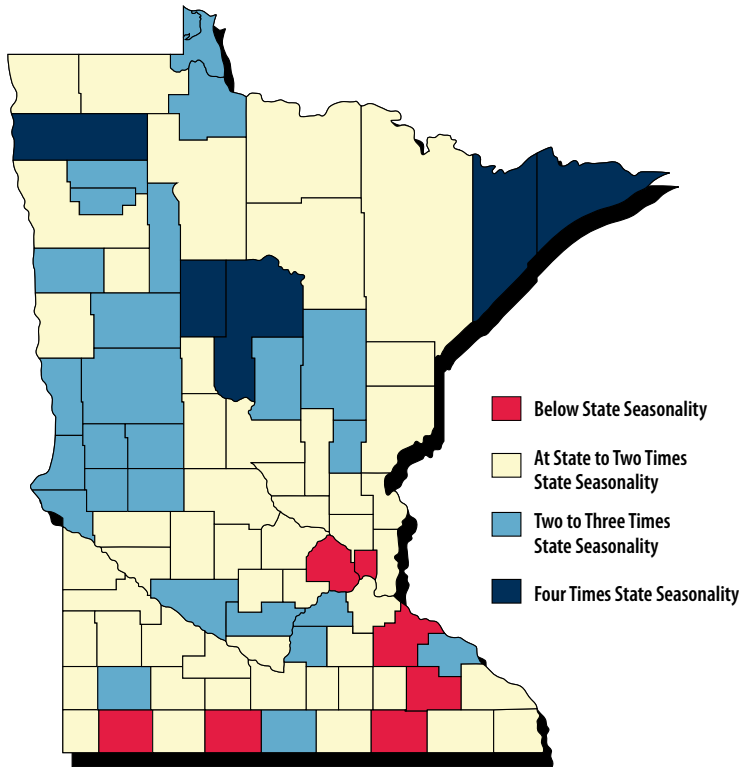 Below State Seasonality
At State to Two Times
State Seasonality
Two to Three Times
State Seasonality
Four Times State Seasonality